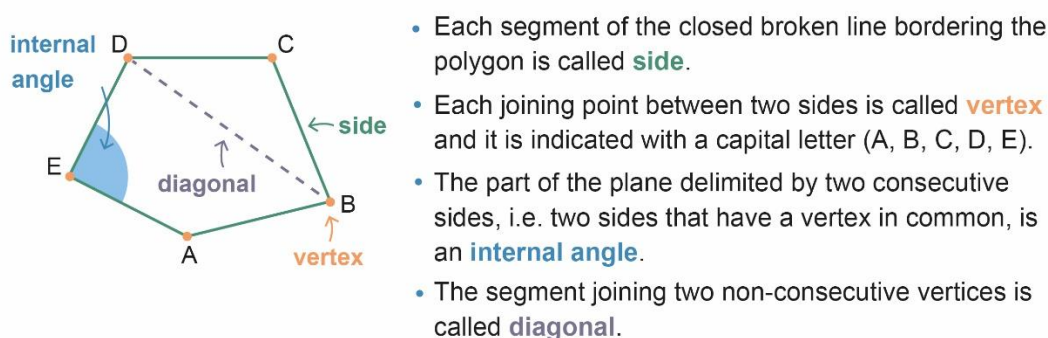 internal
angle
D
C
side
E
diagonal
B
A
vertex
• Each segment of the closed broken line bordering the
polygon is called side.
• Each joining point between two sides is called vertex
and it is indicated with a capital letter (A, B, C, D, E).
• The part of the plane delimited by two consecutive
sides, i.e. two sides that have a vertex in common, is
an internal angle.
• The segment joining two non-consecutive vertices is
called diagonal.